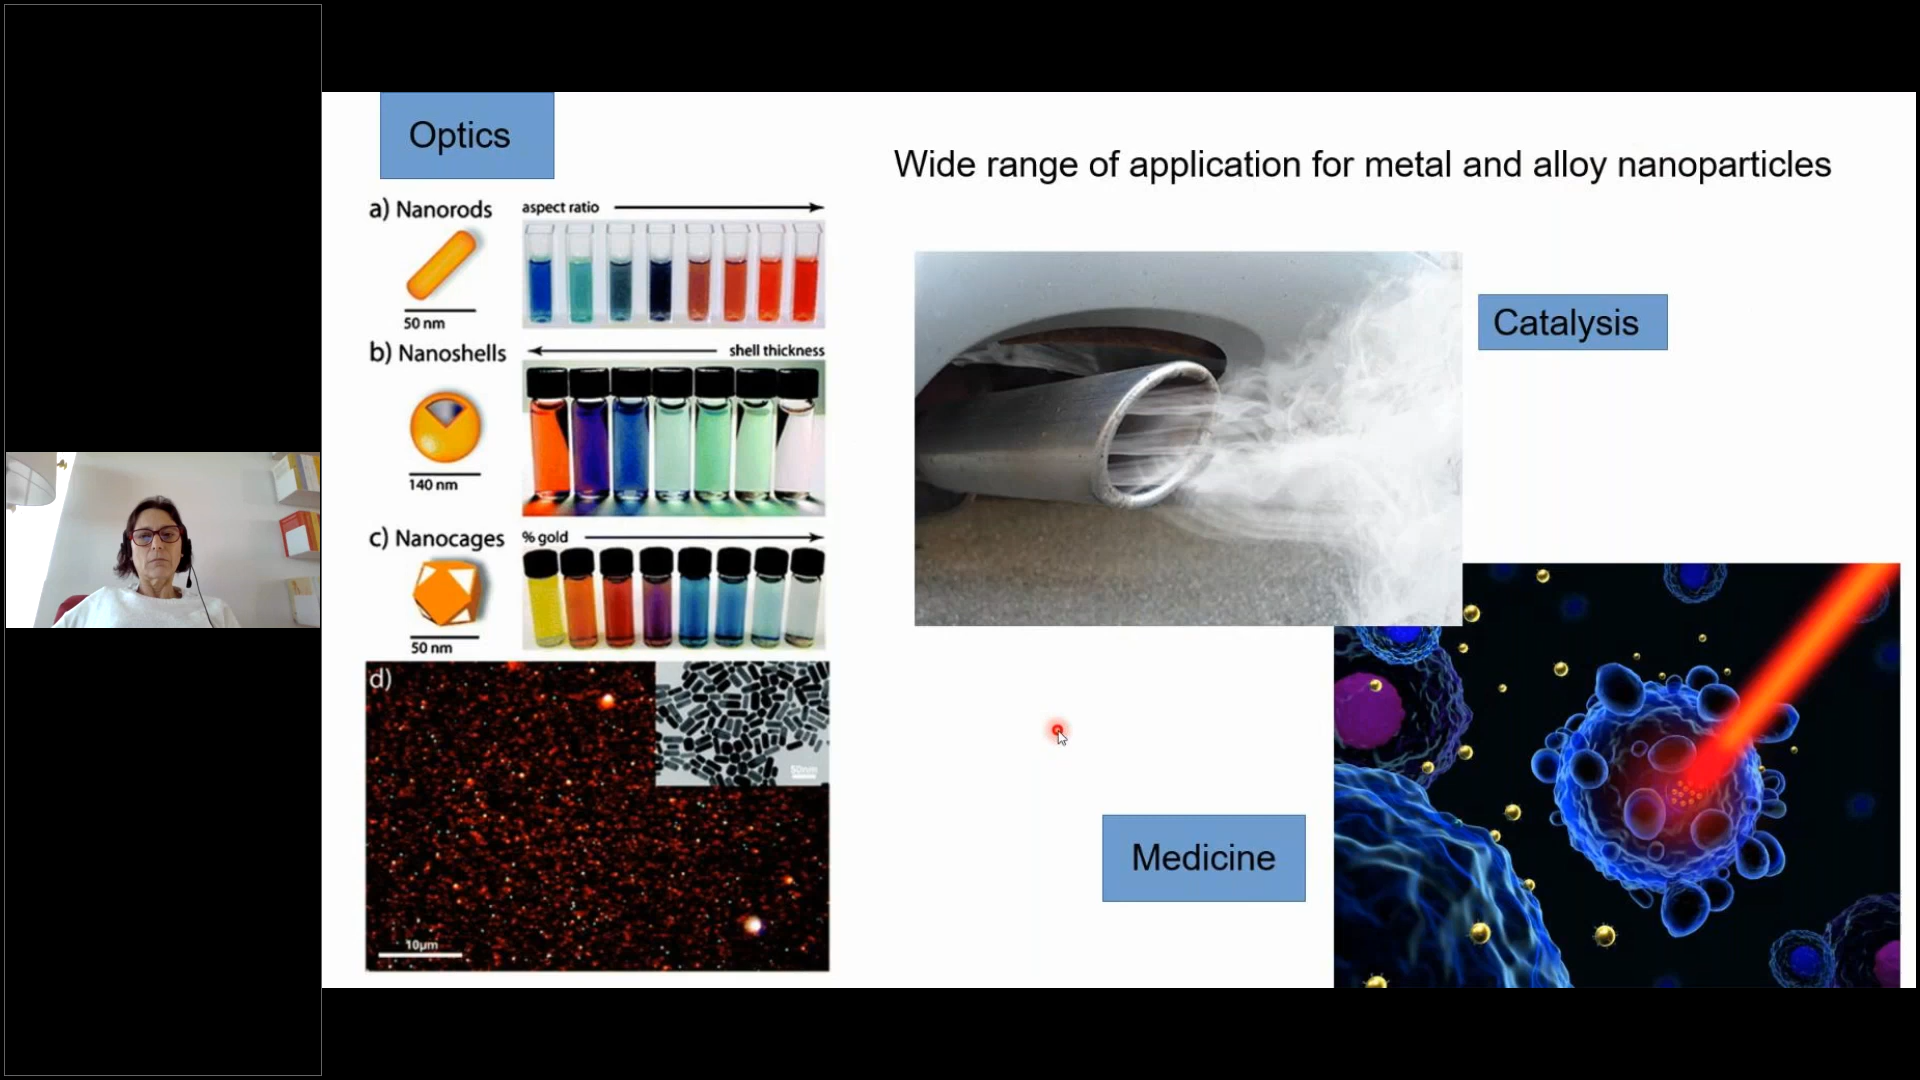 Optics
Wide range of application for metal and alloy nanoparticles
a) Nanorods
aspect ratio
50 nm
b) Nanoshells
shell thickness
140 nm
c) Nanocages
% gold
50 nm
d)
50nm
10µm
Catalysis
Medicine